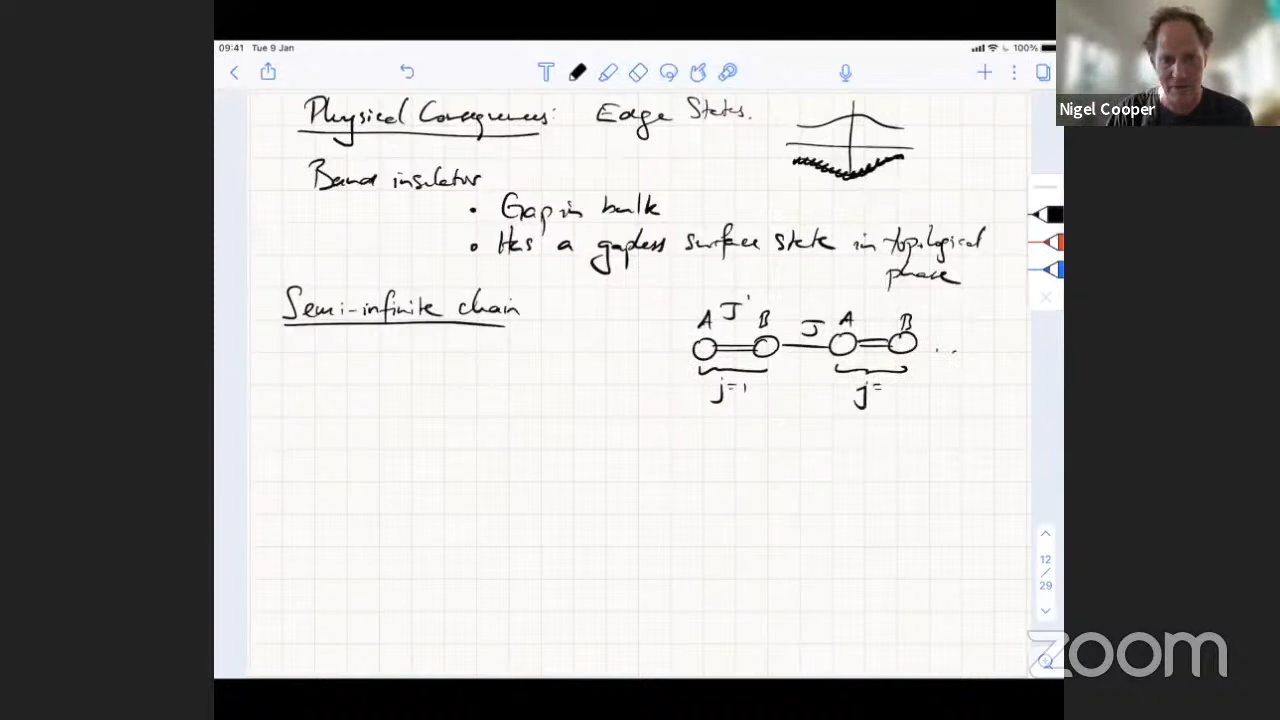 09:41 Tue 9 Jan
100%
Nigel Cooper
Physical Consequences: Edge States.
Band insulator
• Gap in bulk
• Has a gapless surface state in topological
phase
Semi-infinite chain
A J' B J A B
. ..
j=1 j=
12
/
29
zoom